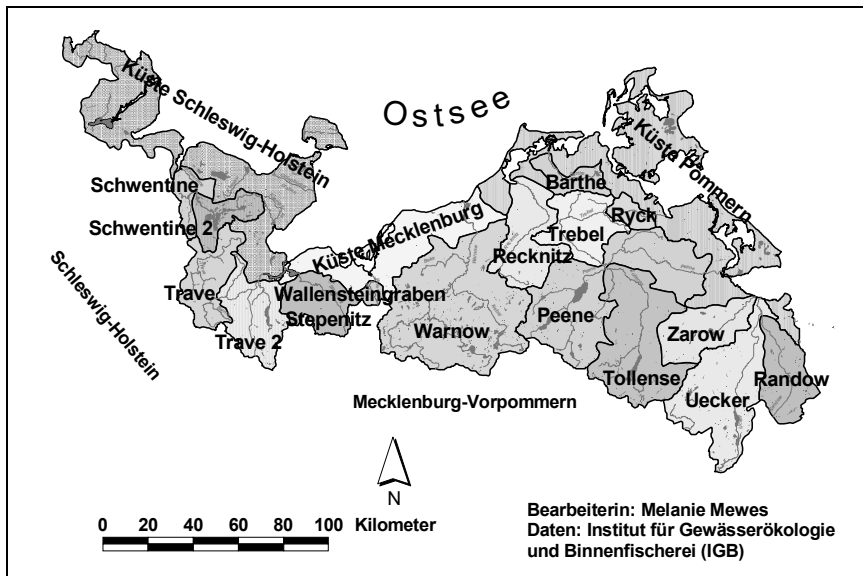 Ostsee
Küste Schleswig-Holstein
Küste Pommern
Schwentine
Barthe
Ryck
Küste Mecklenburg
Schwentine 2
Trebel
Recknitz
Schleswig-Holstein
Trave
Wallensteingraben
Stepenitz
Peene
Warnow
Zarow
Trave 2
Tollense
Randow
Uecker
Mecklenburg-Vorpommern
N
0 20 40 60 80 100 Kilometer
Bearbeiterin: Melanie Mewes
Daten: Institut für Gewässerökologie
und Binnenfischerei (IGB)